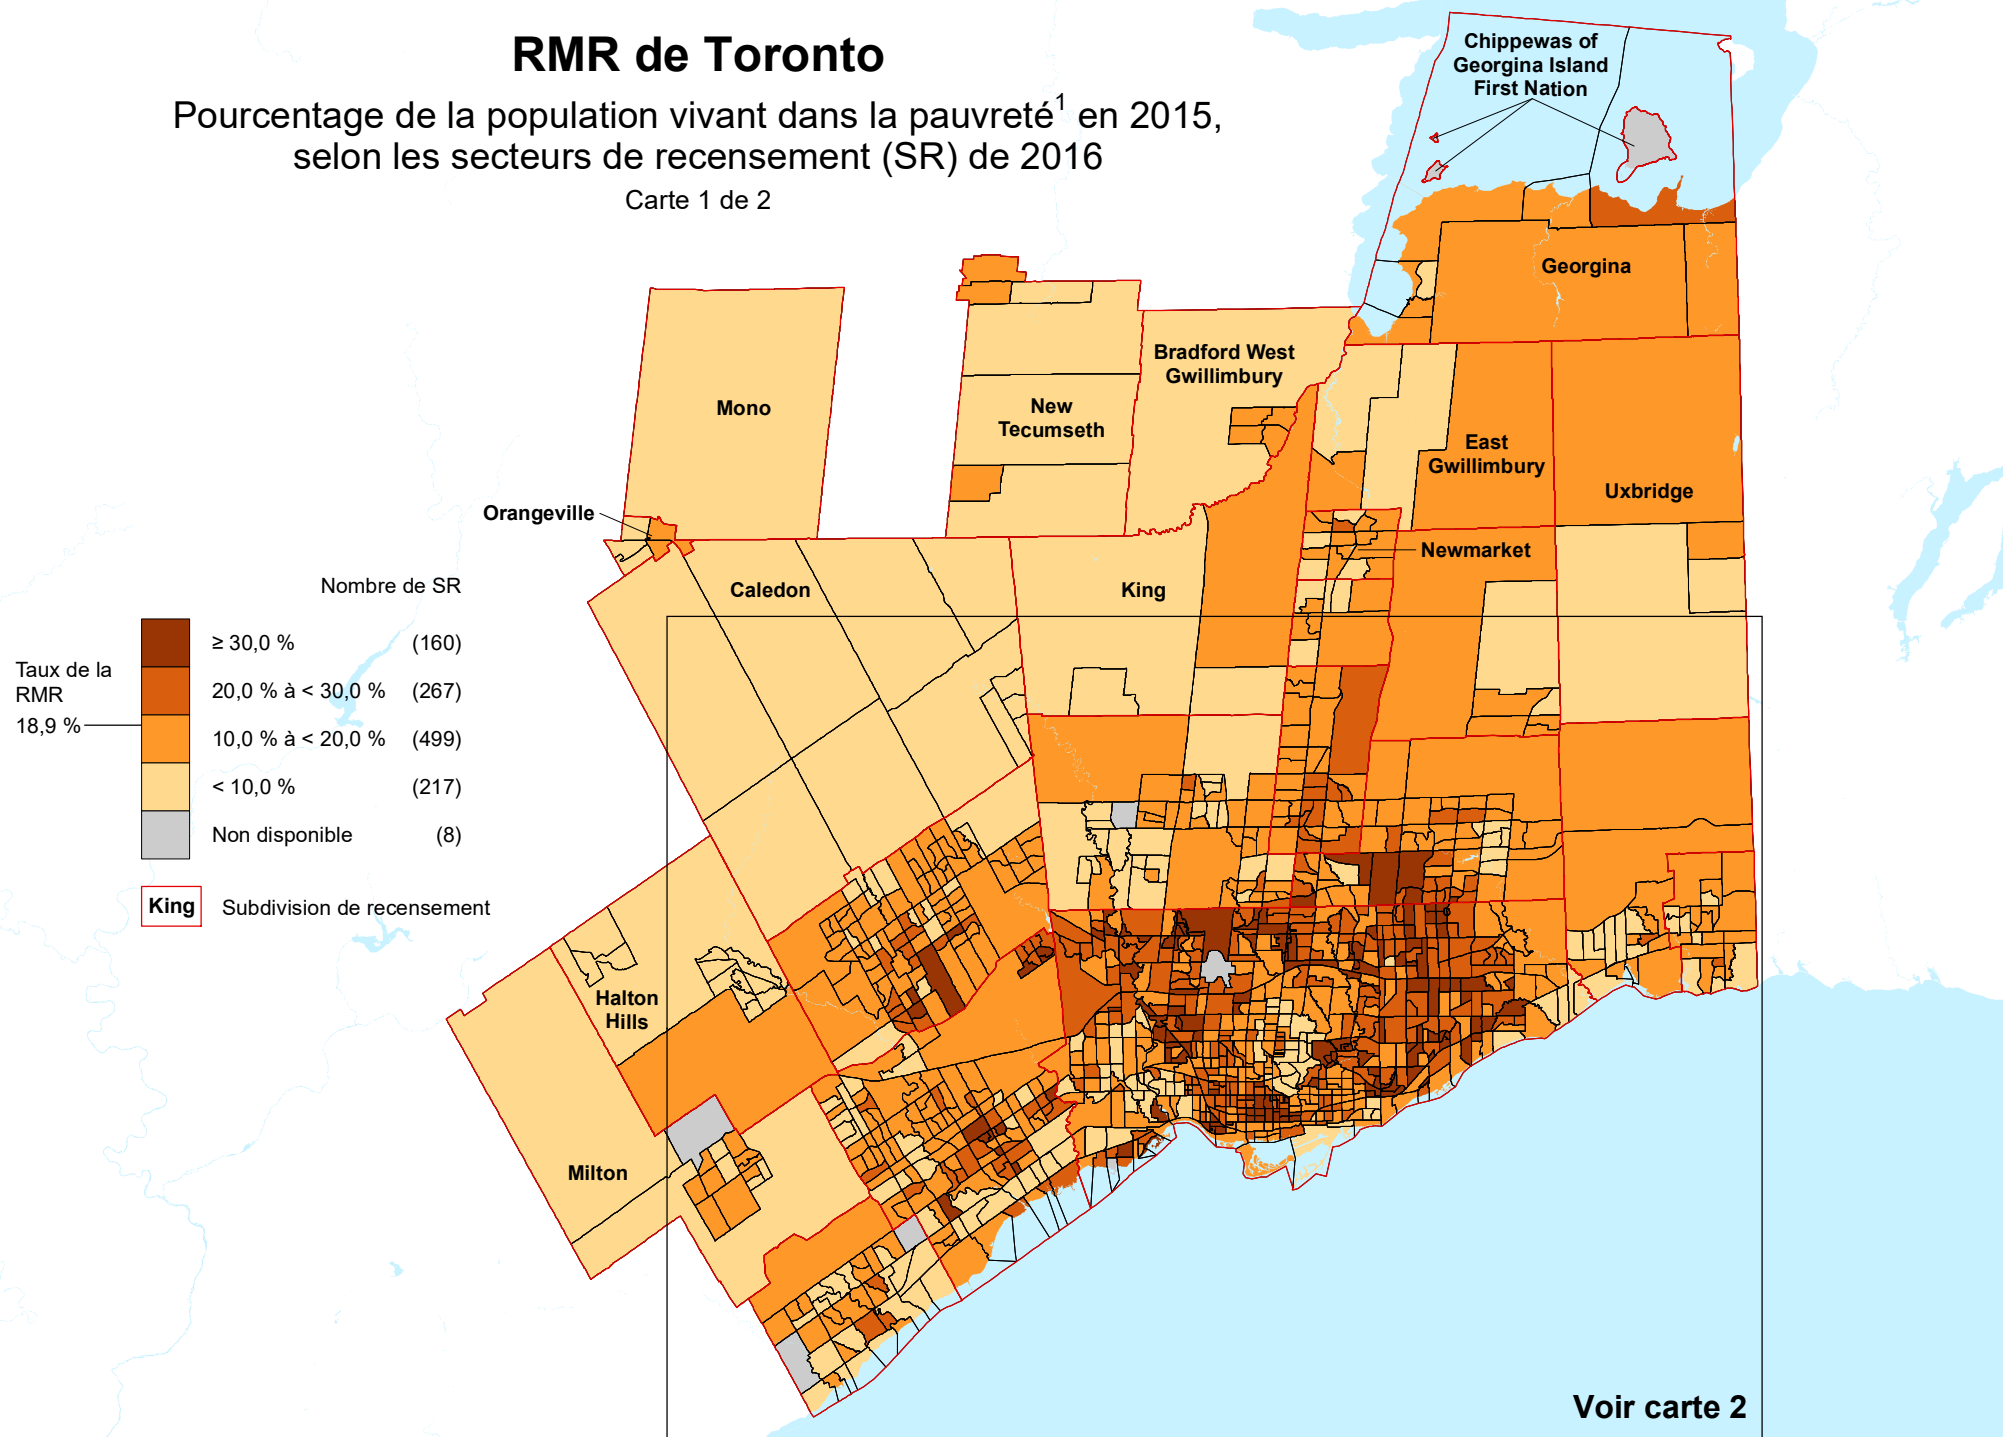 RMR de Toronto
Pourcentage de la population vivant dans la pauvreté1 en 2015,
selon les secteurs de recensement (SR) de 2016
Carte 1 de 2
Chippewas of
Georgina Island
First Nation
Georgina
Bradford West
Gwillimbury
Mono
New
Tecumseth
East
Gwillimbury
Uxbridge
Orangeville
Newmarket
Caledon
King
Nombre de SR
≥ 30,0 % (160)
Taux de la
RMR
18,9 %
20,0 % à < 30,0 % (267)
10,0 % à < 20,0 % (499)
< 10,0 % (217)
Non disponible (8)
King Subdivision de recensement
Halton
Hills
Milton
Voir carte 2